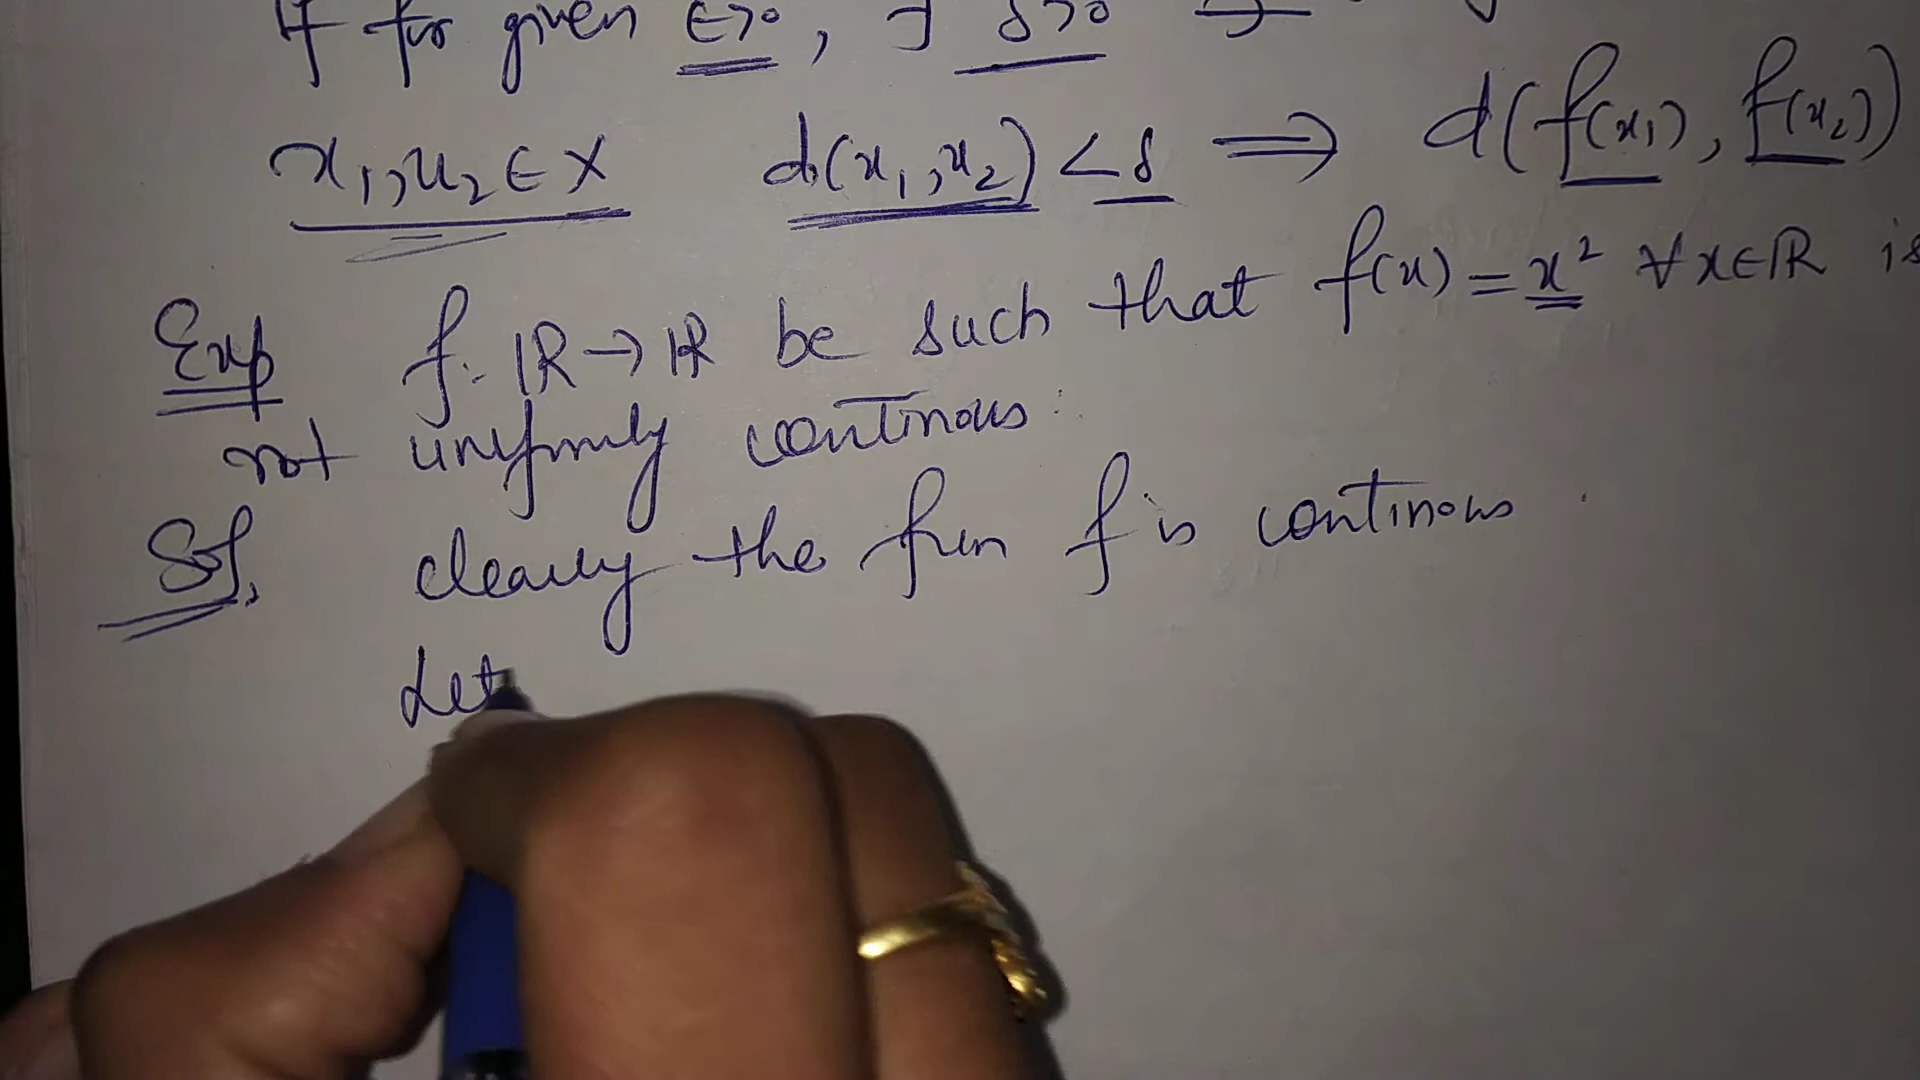 If for given ε>0, ∃ δ>0
x₁,x₂ ∈ X d(x₁,x₂) < δ ⟹ d(f(x₁), f(x₂))
Exp f: ℝ→ℝ be such that f(x) = x² ∀ x∈ℝ is
not uniformly continous.
Sol. clearly the fun f is continous.
Let